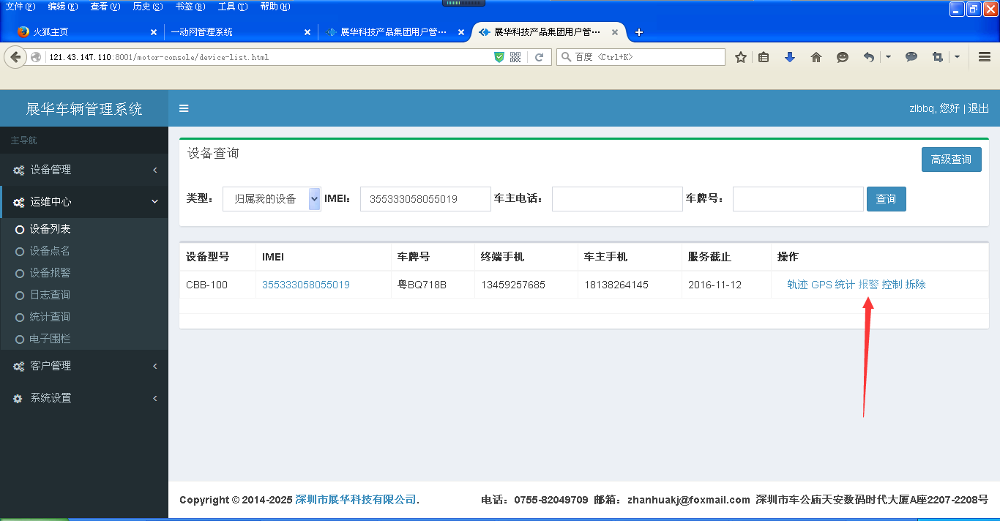 文件(F) 编辑(E) 查看(V) 历史(S) 书签(B) 工具(T) 帮助(H)
火狐主页 一动网管理系统 展华科技产品集团用户管... 展华科技产品集团用户管...
121.43.147.110:8001/motor-console/device-list.html 百度 <Ctrl+K>
展华车辆管理系统 zlbbq, 您好 | 退出
主导航
设备管理
运维中心
设备列表
设备点名
设备报警
日志查询
统计查询
电子围栏
客户管理
系统设置
设备查询 高级查询
类型： 归属我的设备 IMEI： 355333058055019 车主电话： 车牌号： 查询
设备型号 IMEI 车牌号 终端手机 车主手机 服务截止 操作
CBB-100 355333058055019 粤BQ718B 13459257685 18138264145 2016-11-12 轨迹 GPS 统计 报警 控制 拆除
Copyright © 2014-2025 深圳市展华科技有限公司. 电话：0755-82049709 邮箱：zhanhuakj@foxmail.com 深圳市车公庙天安数码时代大厦A座2207-2208号